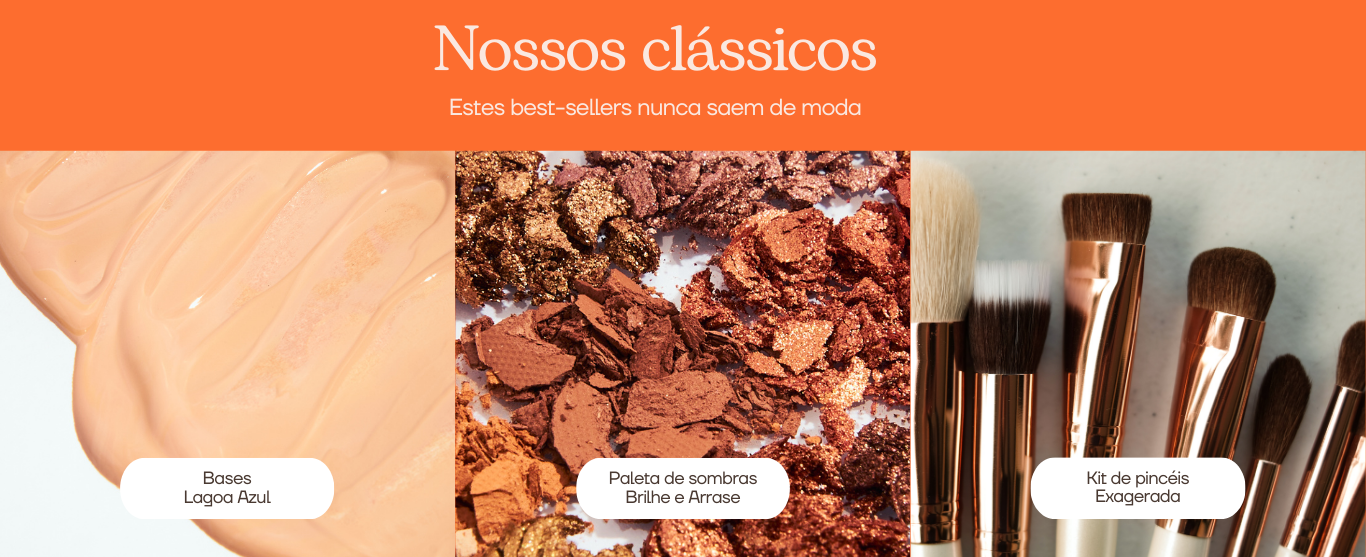 Nossos clássicos
Estes best-sellers nunca saem de moda
Bases
Lagoa Azul
Paleta de sombras
Brilhe e Arrase
Kit de pincéis
Exagerada